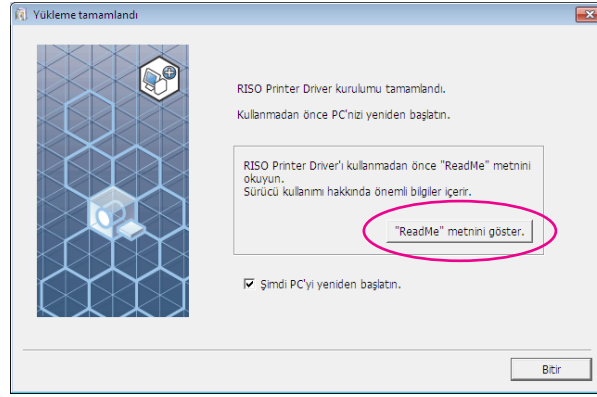 Yükleme tamamlandı
RISO Printer Driver kurulumu tamamlandı.
Kullanmadan önce PC'nizi yeniden başlatın.
RISO Printer Driver'ı kullanmadan önce "ReadMe" metnini
okuyun.
Sürücü kullanımı hakkında önemli bilgiler içerir.
"ReadMe" metnini göster.
Şimdi PC'yi yeniden başlatın.
Bitir